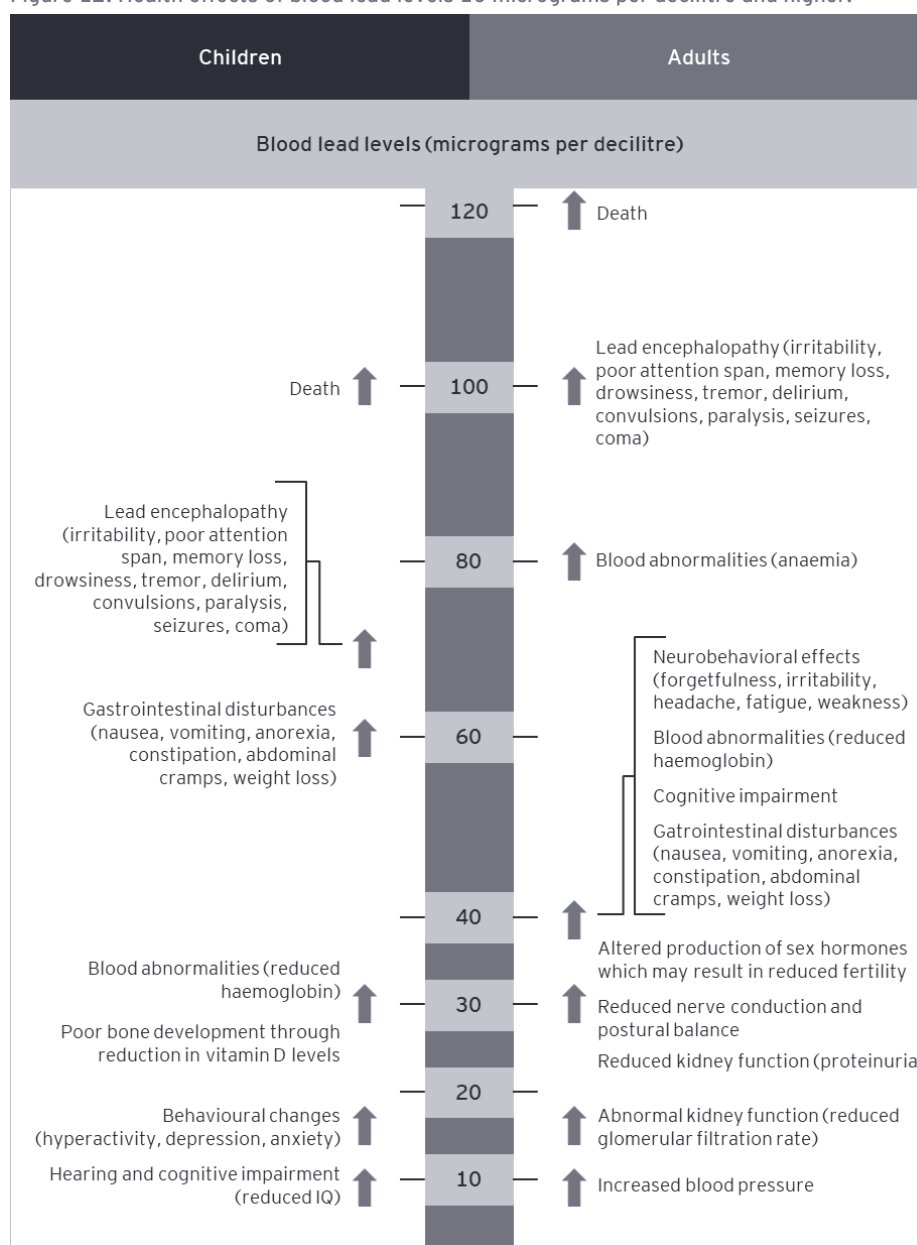 Children
Adults
Blood lead levels (micrograms per decilitre)
120
Death
Death
100
Lead encephalopathy (irritability,
poor attention span, memory loss,
drowsiness, tremor, delirium,
convulsions, paralysis, seizures,
coma)
Lead encephalopathy
(irritability, poor attention
span, memory loss,
drowsiness, tremor, delirium,
convulsions, paralysis,
seizures, coma)
80
Blood abnormalities (anaemia)
Gastrointestinal disturbances
(nausea, vomiting, anorexia,
constipation, abdominal
cramps, weight loss)
60
Neurobehavioral effects
(forgetfulness, irritability,
headache, fatigue, weakness)
Blood abnormalities (reduced
haemoglobin)
Cognitive impairment
Gatrointestinal disturbances
(nausea, vomiting, anorexia,
constipation, abdominal
cramps, weight loss)
40
Altered production of sex hormones
which may result in reduced fertility
Blood abnormalities (reduced
haemoglobin)
30
Reduced nerve conduction and
postural balance
Poor bone development through
reduction in vitamin D levels
Reduced kidney function (proteinuria
20
Behavioural changes
(hyperactivity, depression, anxiety)
Abnormal kidney function (reduced
glomerular filtration rate)
Hearing and cognitive impairment
(reduced IQ)
10
Increased blood pressure